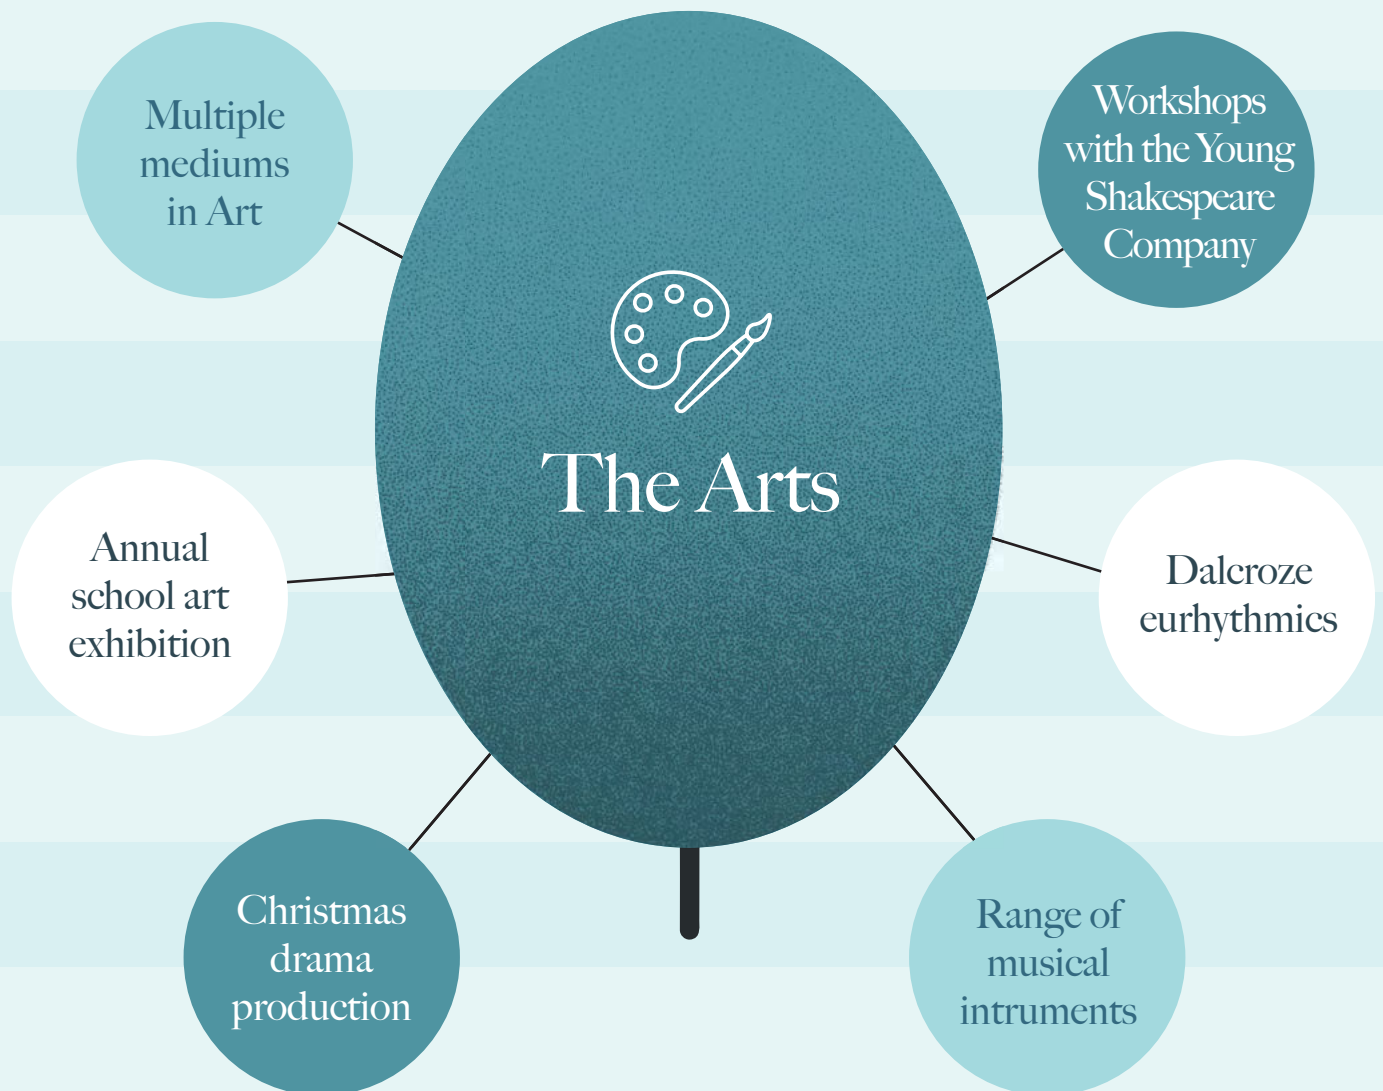 Multiple
mediums
in Art
Workshops
with the Young
Shakespeare
Company
The Arts
Annual
school art
exhibition
Dalcroze
eurhythmics
Christmas
drama
production
Range of
musical
intruments